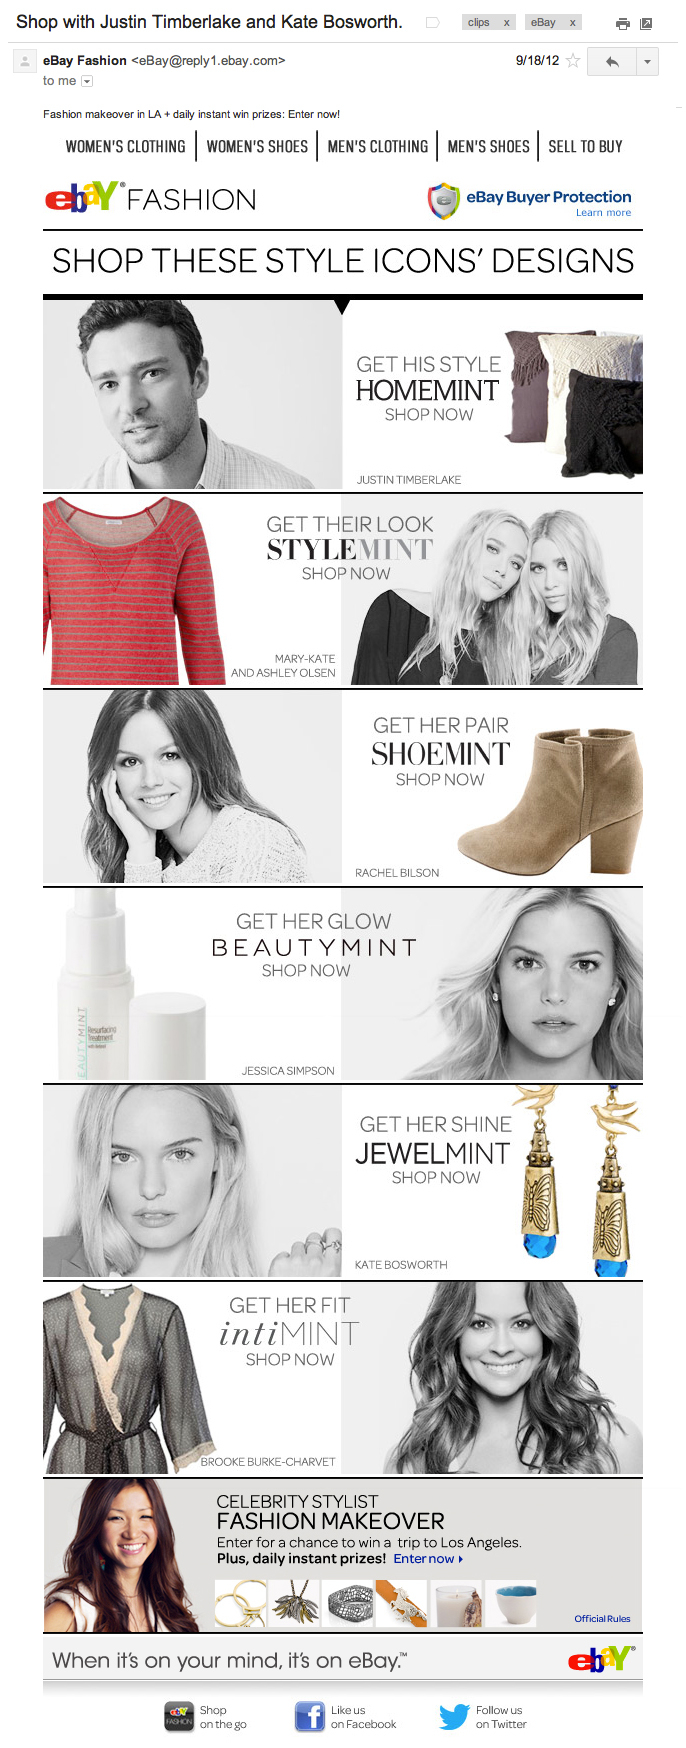 Shop with Justin Timberlake and Kate Bosworth.
clips x
eBay x
eBay Fashion <eBay@reply1.ebay.com>
9/18/12
to me
Fashion makeover in LA + daily instant win prizes: Enter now!
WOMEN'S CLOTHING
WOMEN'S SHOES
MEN'S CLOTHING
MEN'S SHOES
SELL TO BUY
ebaY® FASHION
e eBay Buyer Protection
Learn more
SHOP THESE STYLE ICONS' DESIGNS
GET HIS STYLE
HOMEMINT
SHOP NOW
JUSTIN TIMBERLAKE
GET THEIR LOOK
STYLEMINT
SHOP NOW
MARY-KATE
AND ASHLEY OLSEN
GET HER PAIR
SHOEMINT
SHOP NOW
RACHEL BILSON
GET HER GLOW
BEAUTYMINT
SHOP NOW
EAUTYMINT
Resurfacing
Treatment
JESSICA SIMPSON
GET HER SHINE
JEWELMINT
SHOP NOW
KATE BOSWORTH
GET HER FIT
intiMINT
SHOP NOW
BROOKE BURKE-CHARVET
CELEBRITY STYLIST
FASHION MAKEOVER
Enter for a chance to win a trip to Los Angeles.
Plus, daily instant prizes! Enter now
Official Rules
When it's on your mind, it's on eBay.™
ebaY®
ebaY
FASHION
Shop
on the go
f
Like us
on Facebook
Follow us
on Twitter